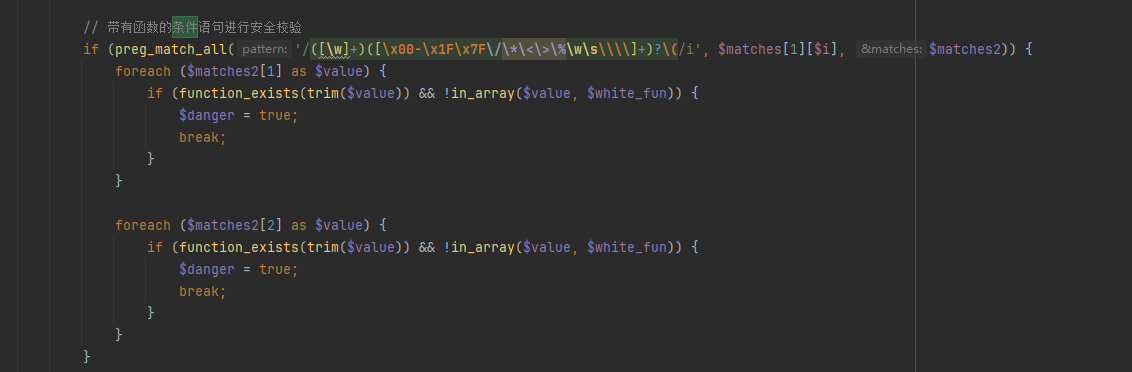 // 带有函数的条件语句进行安全校验
if (preg_match_all( pattern: '/([\w]+)([\x00-\x1F\x7F\/\*\<\>\%\w\s\\\\]+)?\(/i', $matches[1][$i], &matches: $matches2)) {
foreach ($matches2[1] as $value) {
if (function_exists(trim($value)) && !in_array($value, $white_fun)) {
$danger = true;
break;
}
}
foreach ($matches2[2] as $value) {
if (function_exists(trim($value)) && !in_array($value, $white_fun)) {
$danger = true;
break;
}
}
}